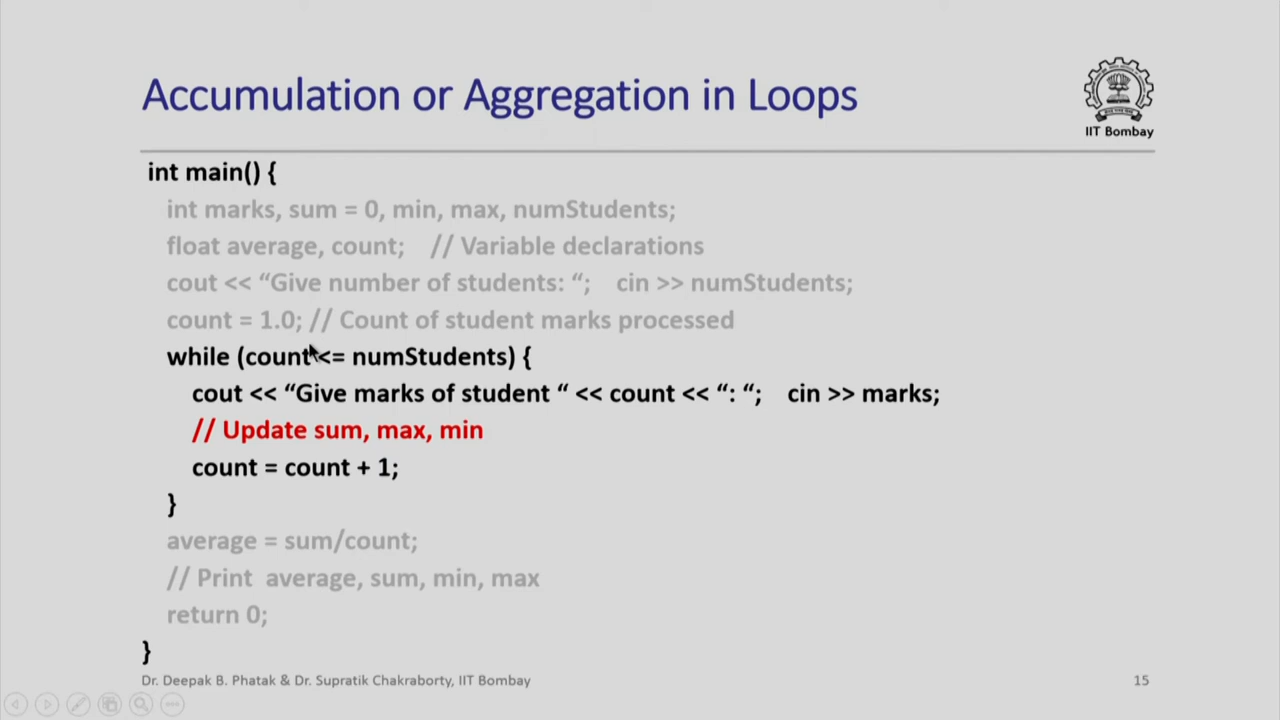 Accumulation or Aggregation in Loops
IIT Bombay
int main() {
int marks, sum = 0, min, max, numStudents;
float average, count; // Variable declarations
cout << “Give number of students: “; cin >> numStudents;
count = 1.0; // Count of student marks processed
while (count <= numStudents) {
cout << “Give marks of student “ << count << “: “; cin >> marks;
// Update sum, max, min
count = count + 1;
}
average = sum/count;
// Print average, sum, min, max
return 0;
}
Dr. Deepak B. Phatak & Dr. Supratik Chakraborty, IIT Bombay
15